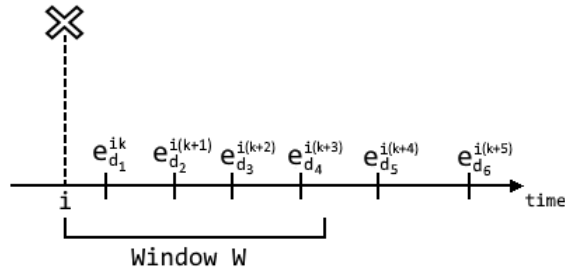 e_{d_1}^{ik} e_{d_2}^{i(k+1)} e_{d_3}^{i(k+2)} e_{d_4}^{i(k+3)} e_{d_5}^{i(k+4)} e_{d_6}^{i(k+5)}
i time
Window W